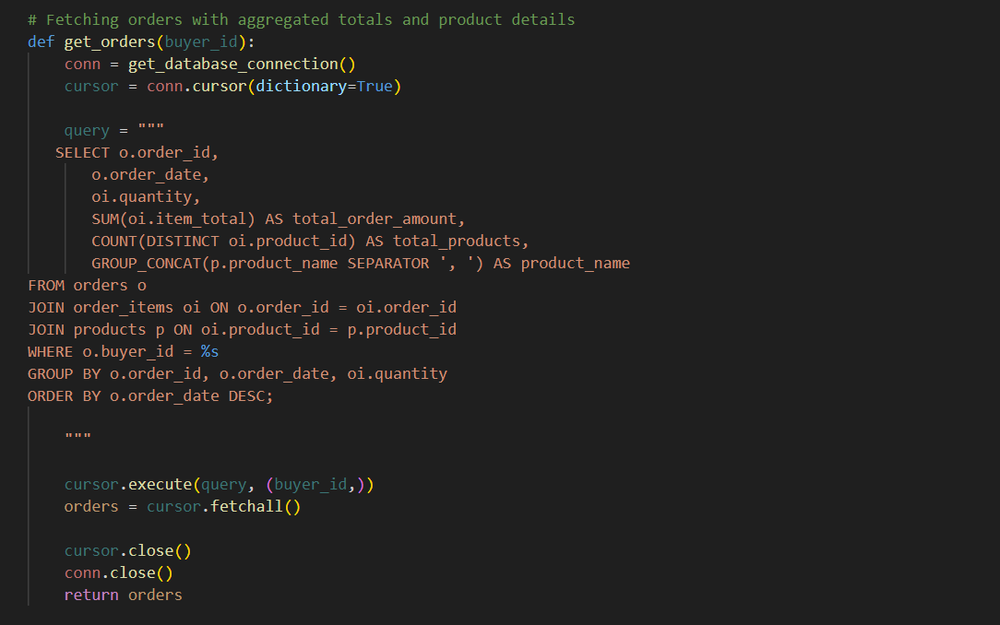 # Fetching orders with aggregated totals and product details
def get_orders(buyer_id):
    conn = get_database_connection()
    cursor = conn.cursor(dictionary=True)

    query = """
   SELECT o.order_id,
       o.order_date,
       oi.quantity,
       SUM(oi.item_total) AS total_order_amount,
       COUNT(DISTINCT oi.product_id) AS total_products,
       GROUP_CONCAT(p.product_name SEPARATOR ', ') AS product_name
FROM orders o
JOIN order_items oi ON o.order_id = oi.order_id
JOIN products p ON oi.product_id = p.product_id
WHERE o.buyer_id = %s
GROUP BY o.order_id, o.order_date, oi.quantity
ORDER BY o.order_date DESC;

    """

    cursor.execute(query, (buyer_id,))
    orders = cursor.fetchall()

    cursor.close()
    conn.close()
    return orders